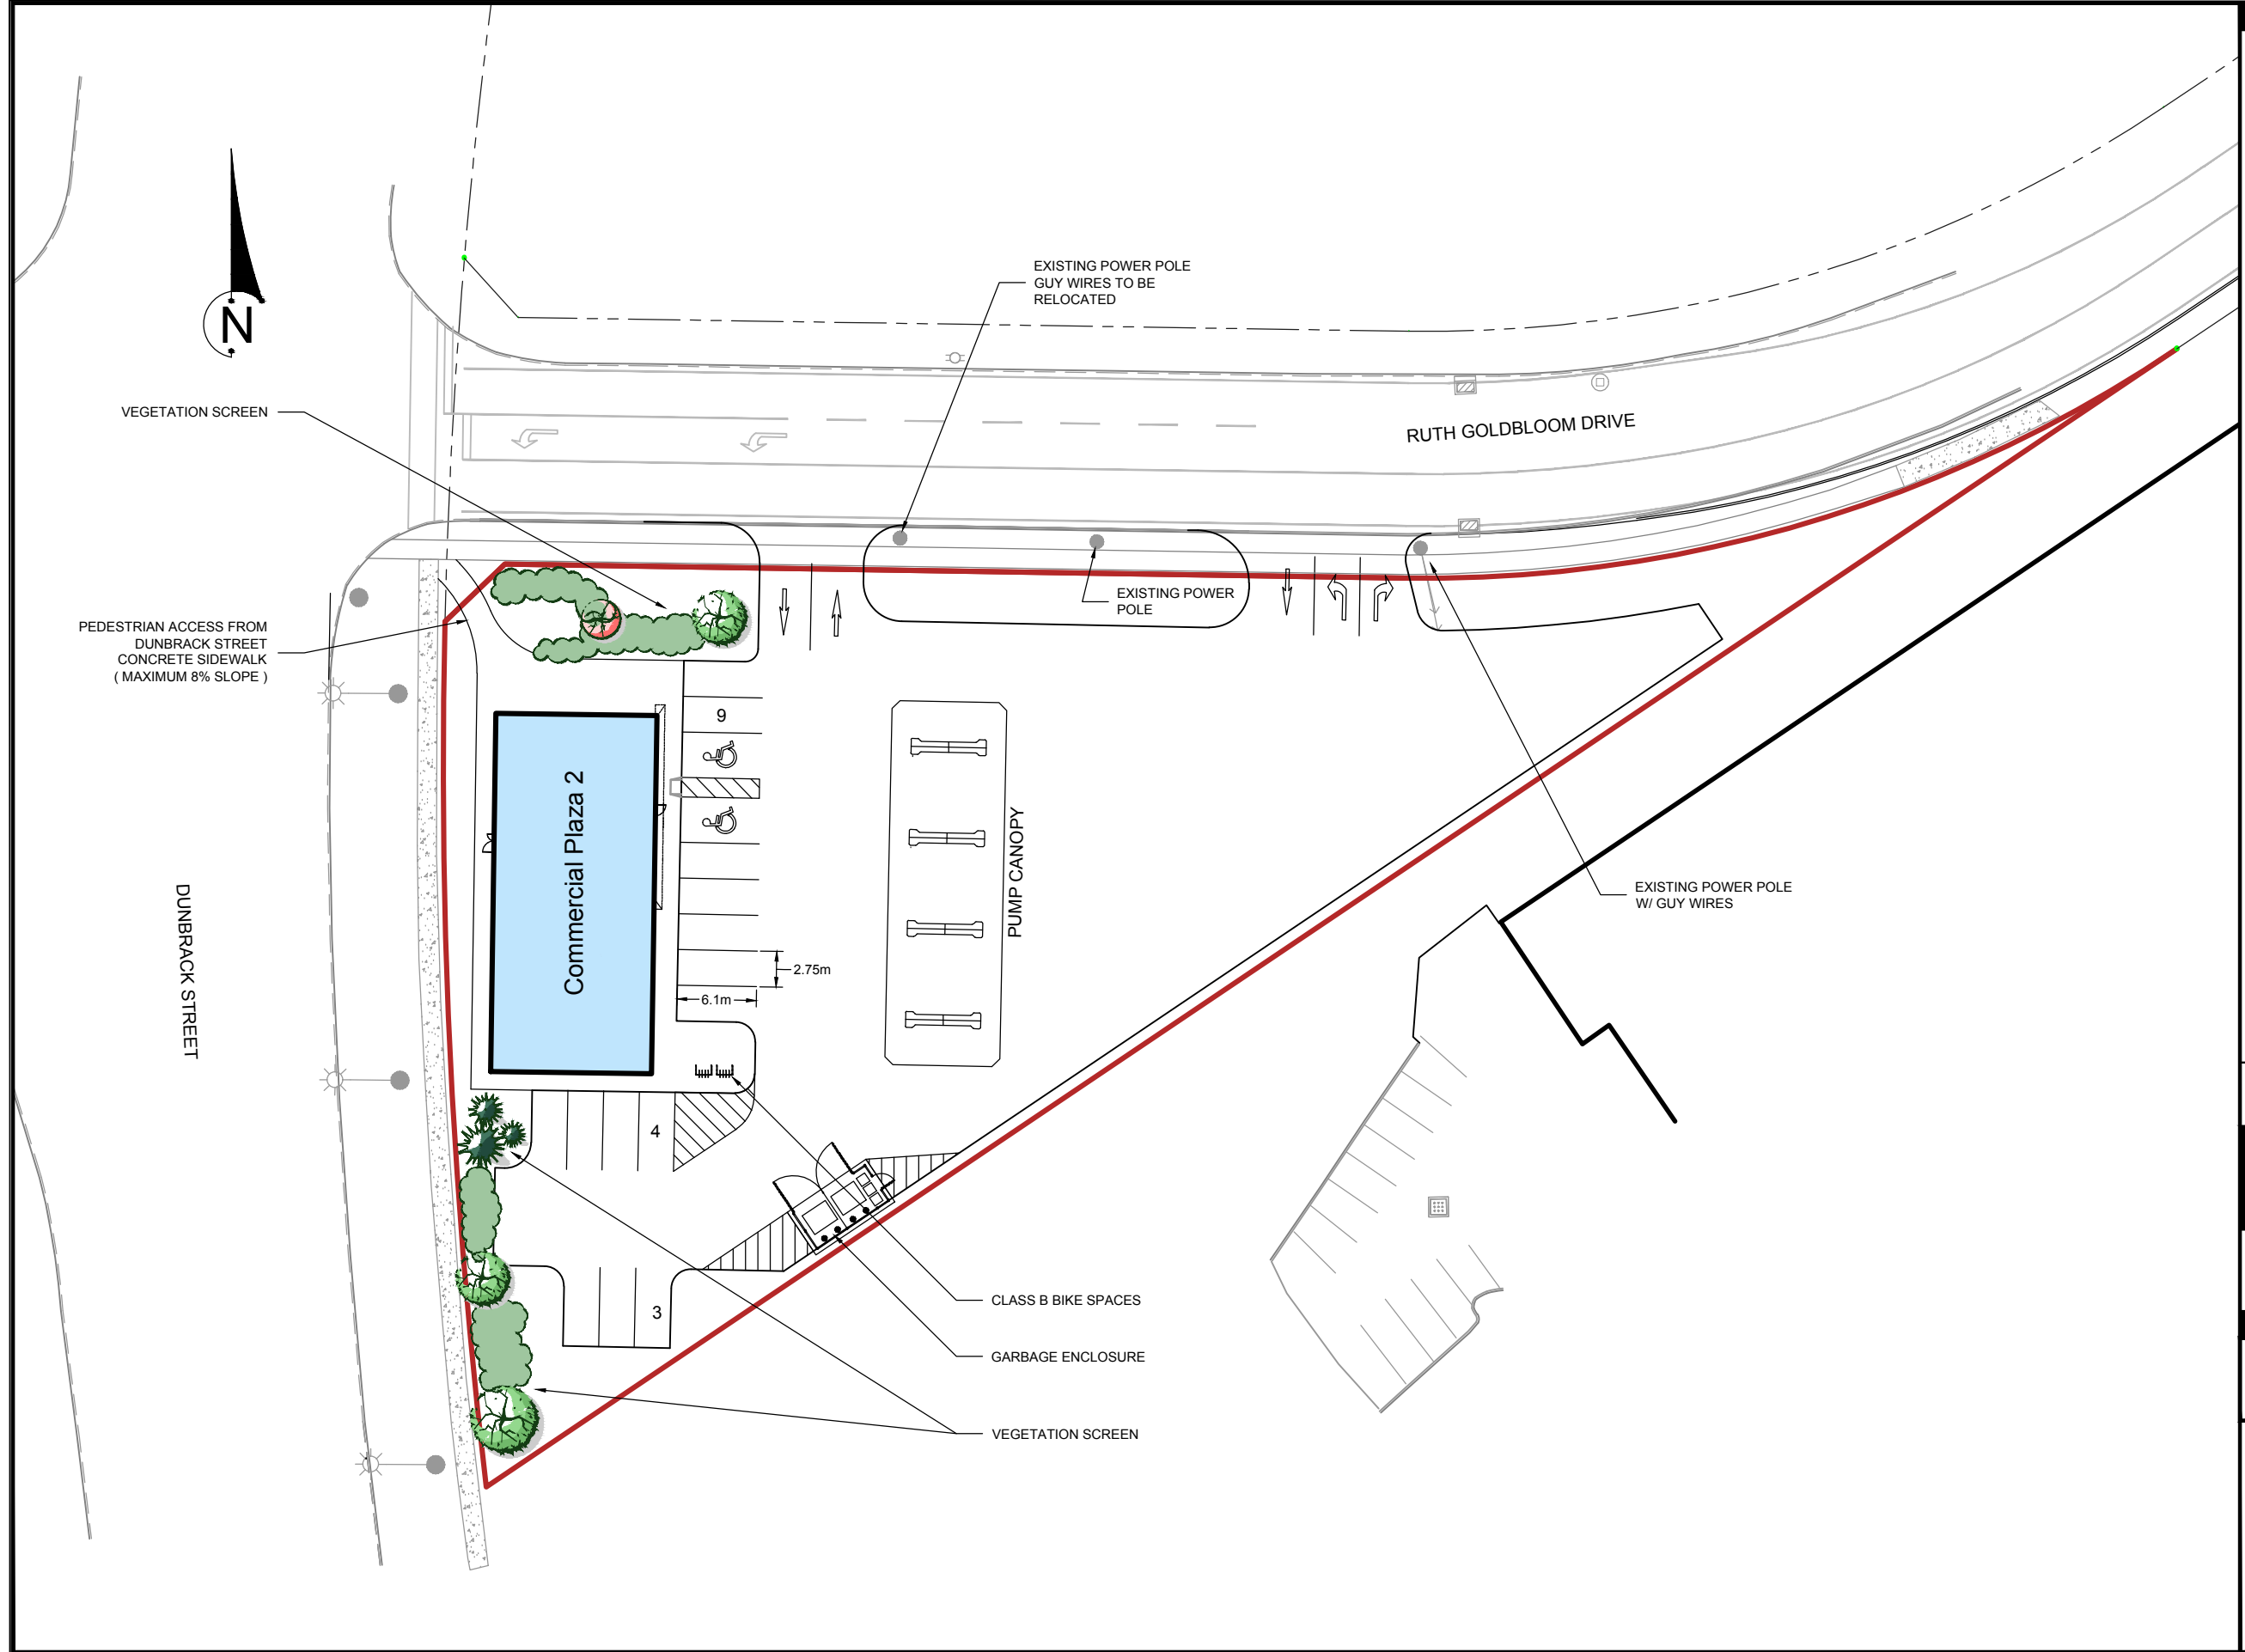 EXISTING POWER POLE
GUY WIRES TO BE
RELOCATED
N
VEGETATION SCREEN
RUTH GOLDBLOOM DRIVE
EXISTING POWER
POLE
PEDESTRIAN ACCESS FROM
DUNBRACK STREET
CONCRETE SIDEWALK
( MAXIMUM 8% SLOPE )
9
Commercial Plaza 2
PUMP CANOPY
DUNBRACK STREET
EXISTING POWER POLE
W/ GUY WIRES
2.75m
6.1m
4
3
CLASS B BIKE SPACES
GARBAGE ENCLOSURE
VEGETATION SCREEN